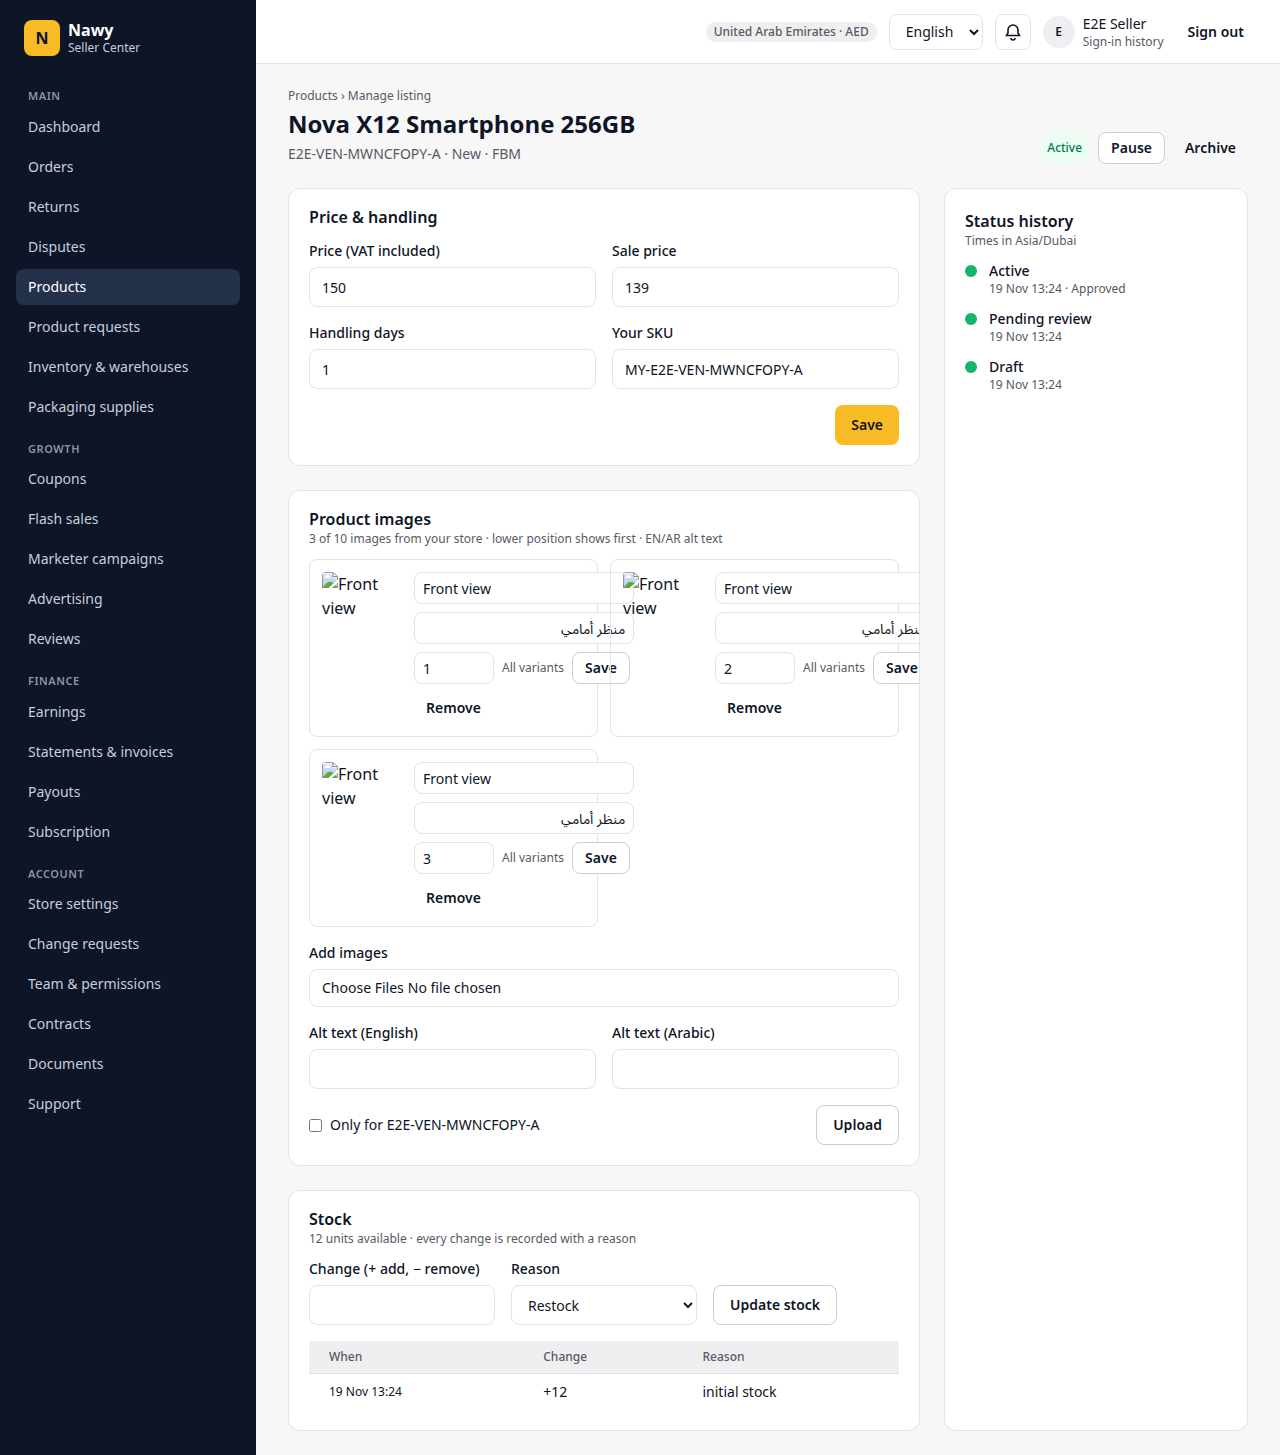 N
Nawy
Seller Center
MAIN
Dashboard
Orders
Returns
Disputes
Products
Product requests
Inventory & warehouses
Packaging supplies
GROWTH
Coupons
Flash sales
Marketer campaigns
Advertising
Reviews
FINANCE
Earnings
Statements & invoices
Payouts
Subscription
ACCOUNT
Store settings
Change requests
Team & permissions
Contracts
Documents
Support
United Arab Emirates · AED
English
E
E2E Seller
Sign-in history
Sign out
Products › Manage listing
Nova X12 Smartphone 256GB
E2E-VEN-MWNCFOPY-A · New · FBM
Active
Pause
Archive
Price & handling
Price (VAT included)
Sale price
150
139
Handling days
Your SKU
1
MY-E2E-VEN-MWNCFOPY-A
Save
Product images
3 of 10 images from your store · lower position shows first · EN/AR alt text
Front view
Front view
منظر أمامي
1
All variants
Save
Remove
Front view
Front view
منظر أمامي
2
All variants
Save
Remove
Front view
Front view
منظر أمامي
3
All variants
Save
Remove
Add images
Choose Files No file chosen
Alt text (English)
Alt text (Arabic)
Only for E2E-VEN-MWNCFOPY-A
Upload
Stock
12 units available · every change is recorded with a reason
Change (+ add, − remove)
Reason
Restock
Update stock
When Change Reason
19 Nov 13:24 +12 initial stock
Status history
Times in Asia/Dubai
Active
19 Nov 13:24 · Approved
Pending review
19 Nov 13:24
Draft
19 Nov 13:24